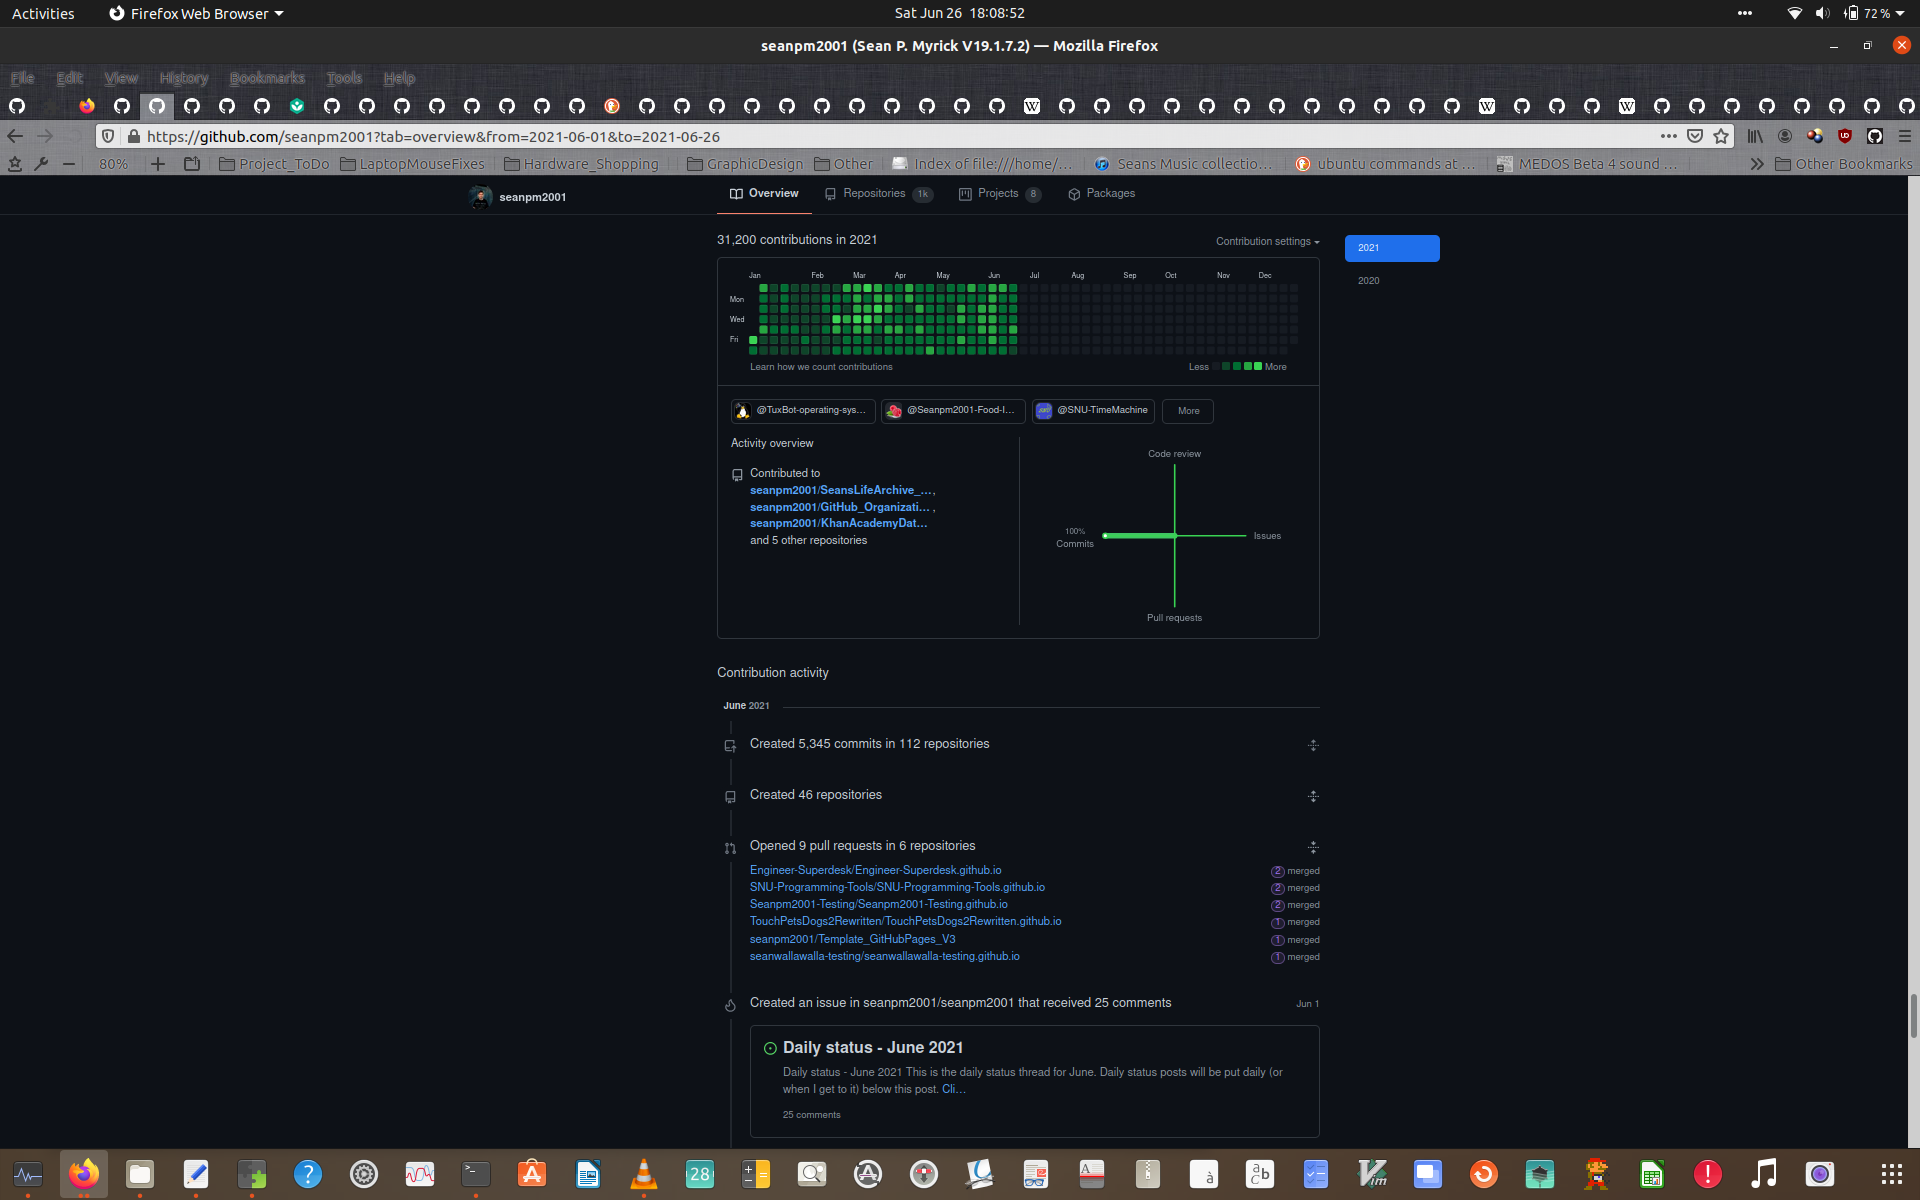 Activities
Firefox Web Browser
Sat Jun 26 18:08:52
72 %
seanpm2001 (Sean P. Myrick V19.1.7.2) — Mozilla Firefox
File Edit View History Bookmarks Tools Help
https://github.com/seanpm2001?tab=overview&from=2021-06-01&to=2021-06-26
80%
Project_ToDo
LaptopMouseFixes
Hardware_Shopping
GraphicDesign
Other
Index of file:///home/...
Seans Music collectio...
ubuntu commands at ...
MEDOS Beta 4 sound ...
Other Bookmarks
seanpm2001
Overview
Repositories 1k
Projects 8
Packages
31,200 contributions in 2021
Contribution settings
2021
2020
Jan Feb Mar Apr May Jun Jul Aug Sep Oct Nov Dec
Mon
Wed
Fri
Learn how we count contributions
Less More
@TuxBot-operating-sys...
@Seanpm2001-Food-I...
@SNU-TimeMachine
More
Activity overview
Contributed to
seanpm2001/SeansLifeArchive_...,
seanpm2001/GitHub_Organizati... ,
seanpm2001/KhanAcademyDat...
and 5 other repositories
Code review
100%
Commits
Issues
Pull requests
Contribution activity
June 2021
Created 5,345 commits in 112 repositories
Created 46 repositories
Opened 9 pull requests in 6 repositories
Engineer-Superdesk/Engineer-Superdesk.github.io 2 merged
SNU-Programming-Tools/SNU-Programming-Tools.github.io 2 merged
Seanpm2001-Testing/Seanpm2001-Testing.github.io 2 merged
TouchPetsDogs2Rewritten/TouchPetsDogs2Rewritten.github.io 1 merged
seanpm2001/Template_GitHubPages_V3 1 merged
seanwallawalla-testing/seanwallawalla-testing.github.io 1 merged
Created an issue in seanpm2001/seanpm2001 that received 25 comments
Jun 1
Daily status - June 2021
Daily status - June 2021 This is the daily status thread for June. Daily status posts will be put daily (or
when I get to it) below this post. Cli...
25 comments
28